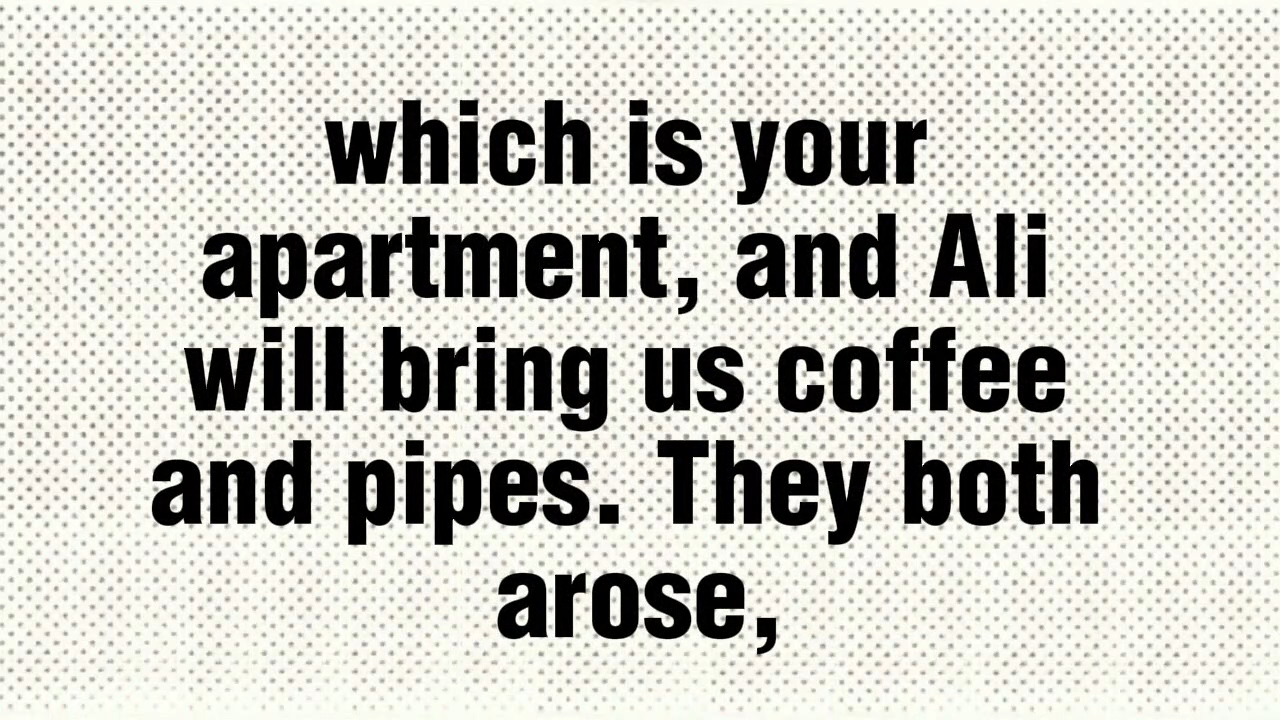 which is your
apartment, and Ali
will bring us coffee
and pipes. They both
arose,